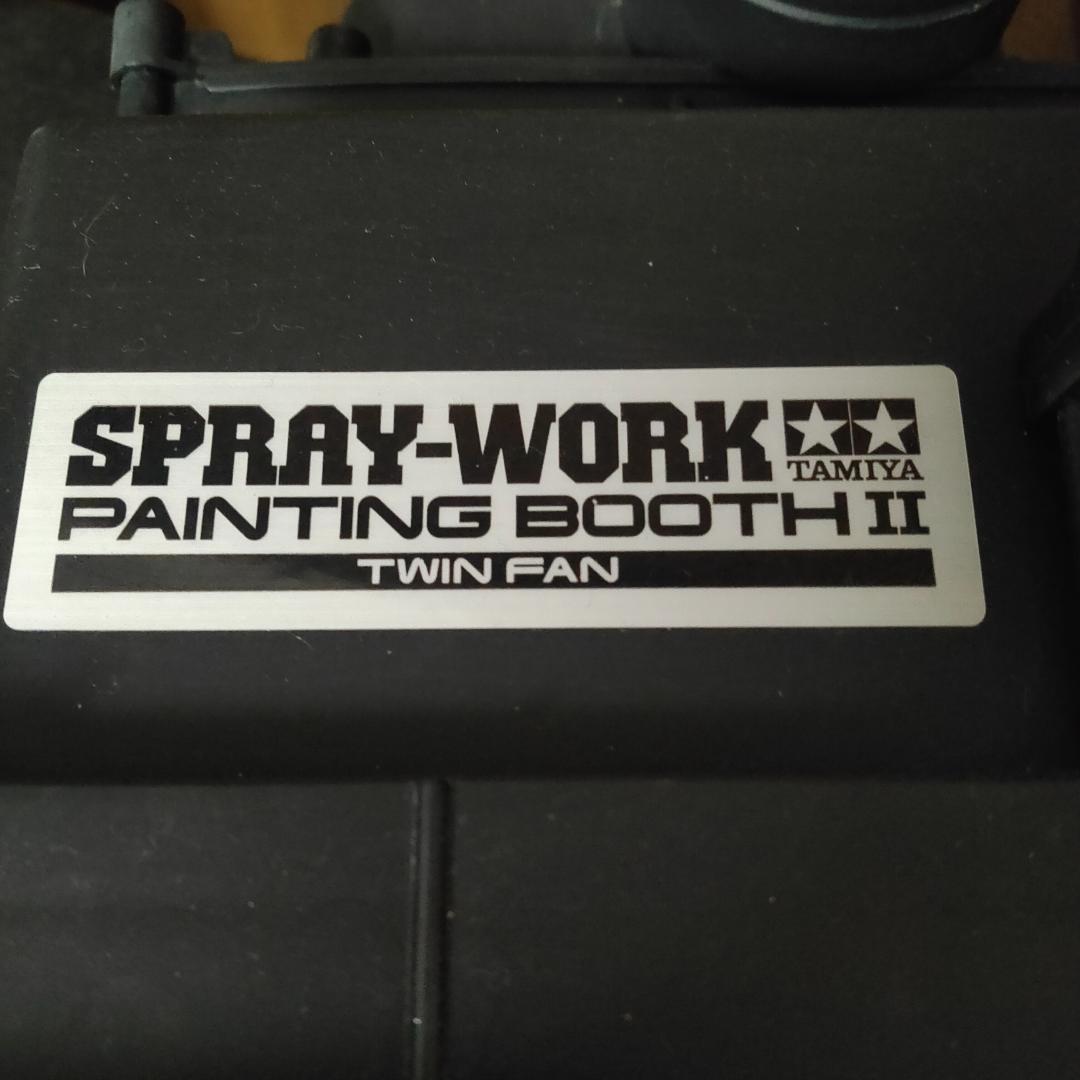 SPRAY-WORK
TAMIYA
PAINTING BOOTH II
TWIN FAN